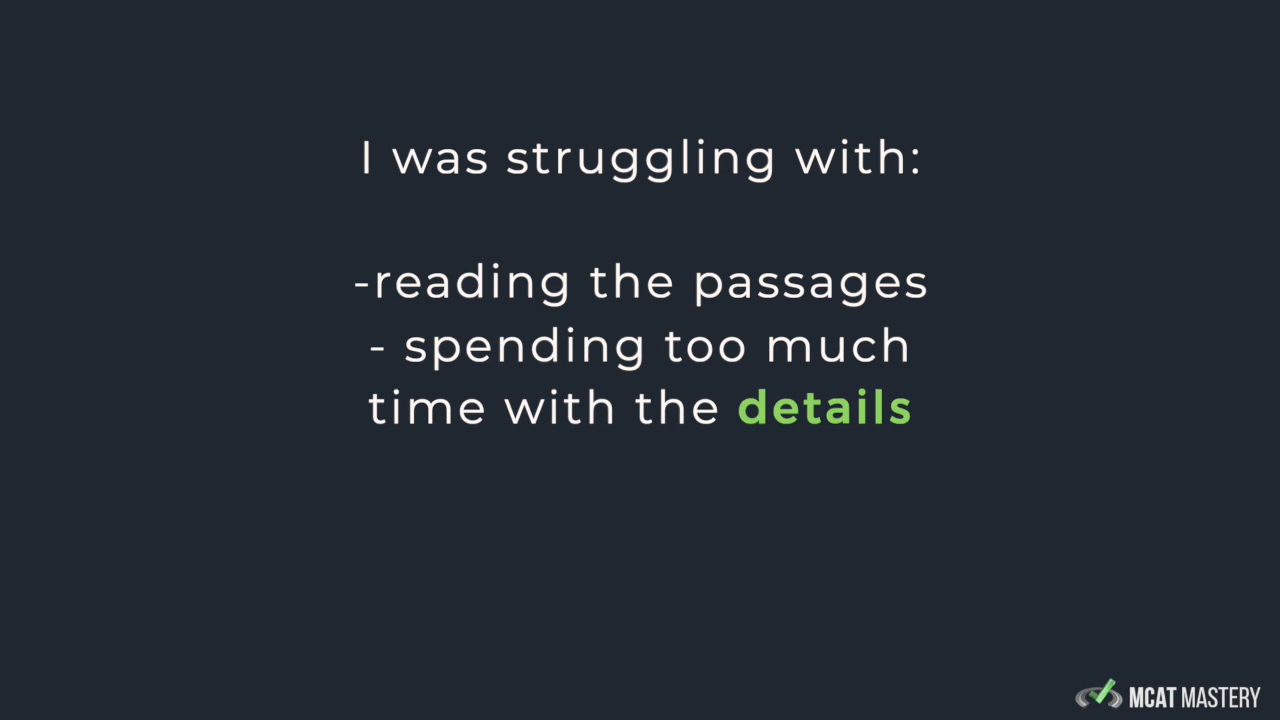 I was struggling with:
-reading the passages
- spending too much
time with the details
MCAT MASTERY